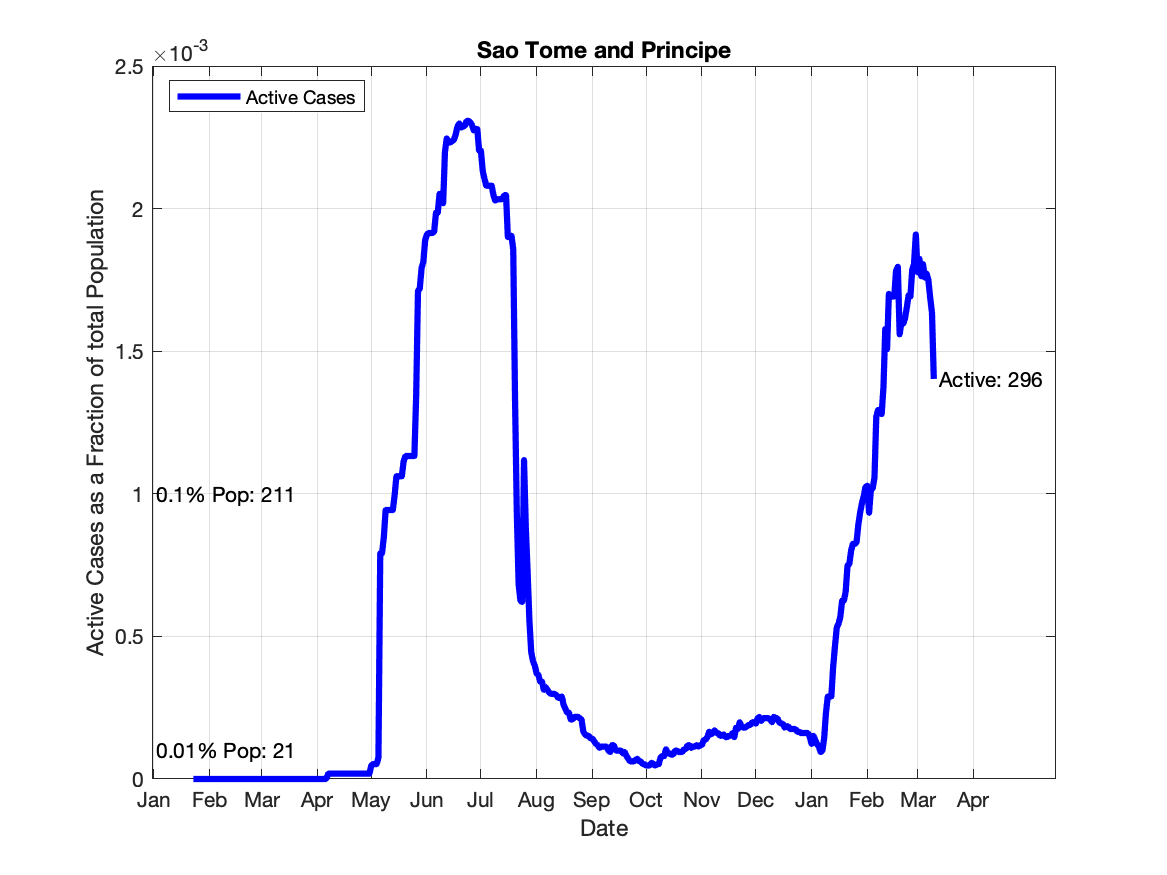 ×10-3
Sao Tome and Principe
2.5
Active Cases
2
1.5
Active: 296
1
0.1% Pop: 211
0.5
0.01% Pop: 21
0
Active Cases as a Fraction of total Population
Jan Feb Mar Apr May Jun Jul Aug Sep Oct Nov Dec Jan Feb Mar Apr
Date